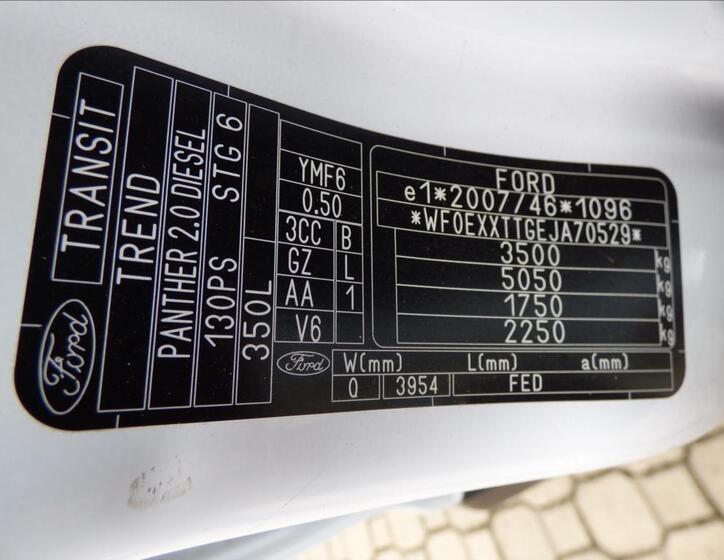 Ford
TRANSIT
TREND
PANTHER 2.0 DIESEL
130PS STG 6
350L
YMF6
0.50
3CC B
GZ L
AA 1
V6
FORD
e1*2007/46*1096
*WF0EXXTTGEJA70529*
3500 kg
5050 kg
1750 kg
2250 kg
Ford W(mm) L(mm) a(mm)
Q 3954 FED